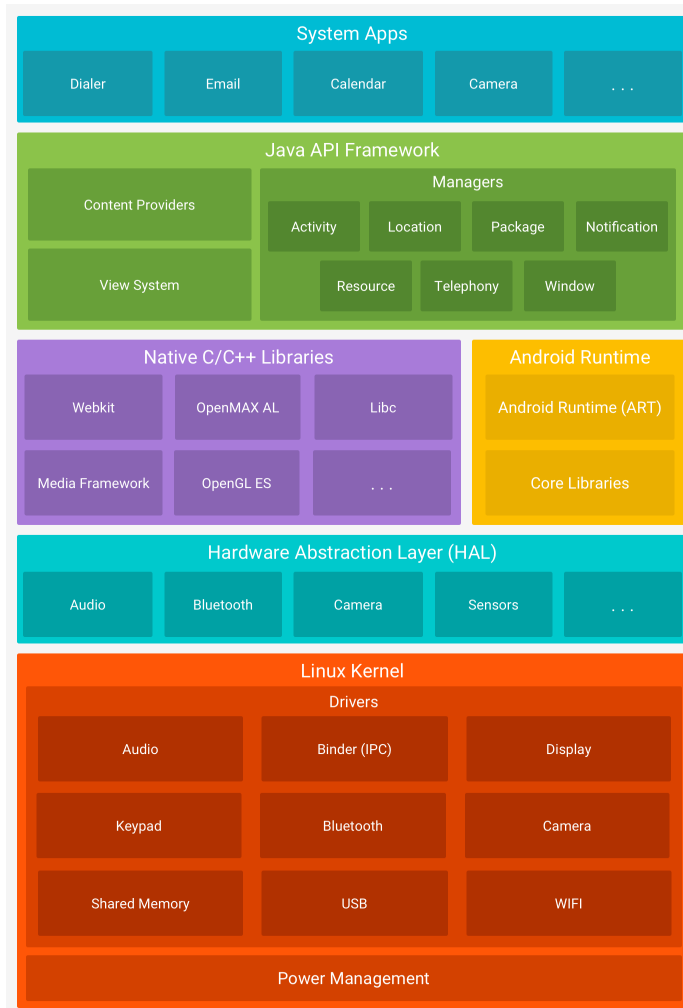 System Apps
Dialer
Email
Calendar
Camera
. . .
Java API Framework
Content Providers
View System
Managers
Activity
Location
Package
Notification
Resource
Telephony
Window
Native C/C++ Libraries
Webkit
OpenMAX AL
Libc
Media Framework
OpenGL ES
. . .
Android Runtime
Android Runtime (ART)
Core Libraries
Hardware Abstraction Layer (HAL)
Audio
Bluetooth
Camera
Sensors
. . .
Linux Kernel
Drivers
Audio
Binder (IPC)
Display
Keypad
Bluetooth
Camera
Shared Memory
USB
WIFI
Power Management